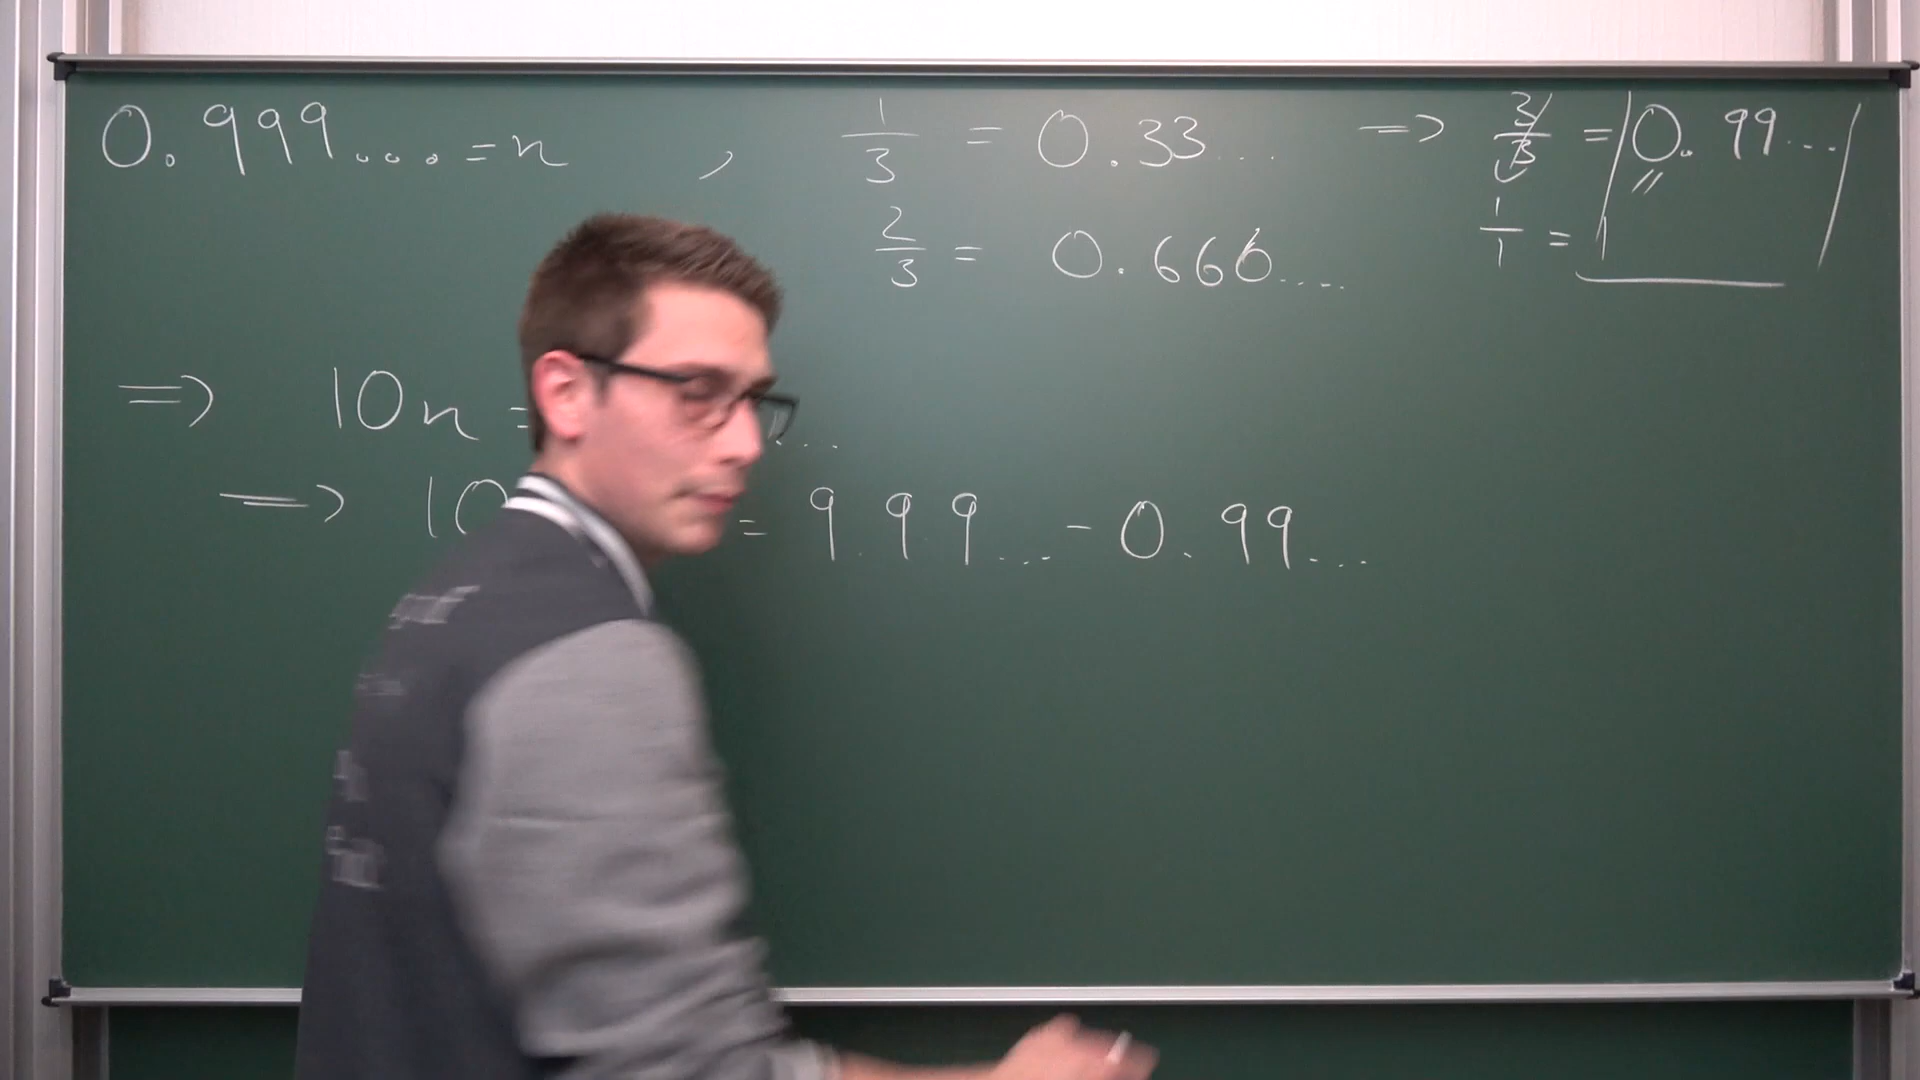 0.999... = n , 1/3 = 0.33... => 3/3 = 0.99...
2/3 = 0.666.... 1/1 = 1
=> 10n = ...
=> 10 = 9.99... - 0.99...